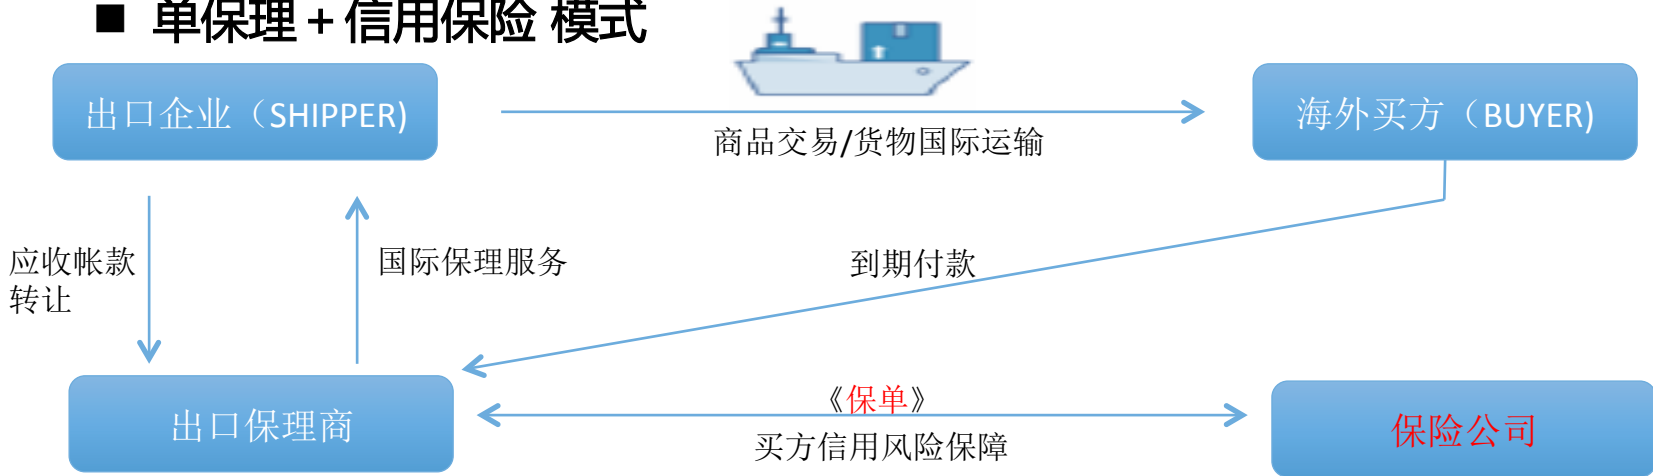 ■ 单保理+信用保险 模式
出口企业（SHIPPER)
海外买方（BUYER)
商品交易/货物国际运输
应收帐款
转让
国际保理服务
到期付款
出口保理商
《保单》
买方信用风险保障
保险公司